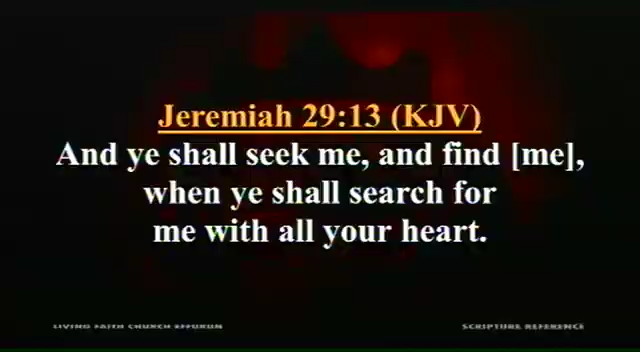 Jeremiah 29:13 (KJV)
And ye shall seek me, and find [me],
when ye shall search for
me with all your heart.
LIVING FAITH CHURCH EFFURUN
SCRIPTURE REFERENCE